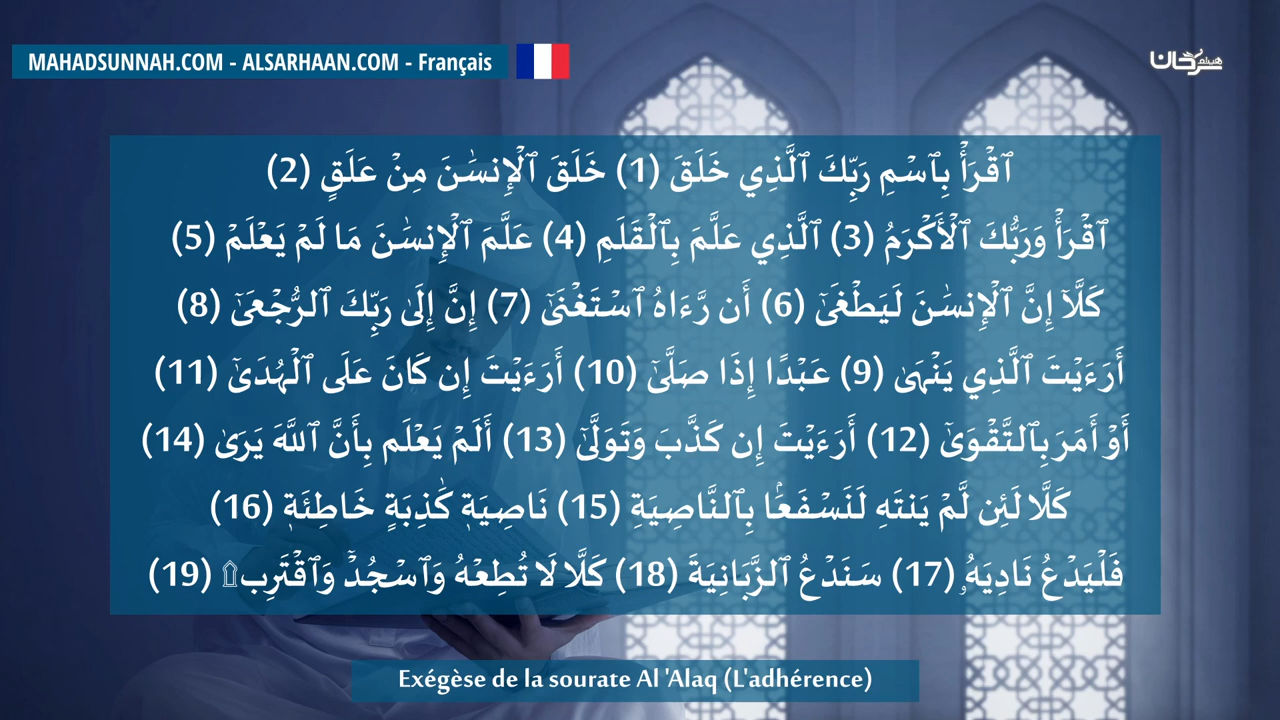 MAHADSUNNAH.COM - ALSARHAAN.COM - Français
هيثم سرحان
ٱقۡرَأۡ بِٱسۡمِ رَبِّكَ ٱلَّذِي خَلَقَ (1) خَلَقَ ٱلۡإِنسَٰنَ مِنۡ عَلَقٍ (2)
ٱقۡرَأۡ وَرَبُّكَ ٱلۡأَكۡرَمُ (3) ٱلَّذِي عَلَّمَ بِٱلۡقَلَمِ (4) عَلَّمَ ٱلۡإِنسَٰنَ مَا لَمۡ يَعۡلَمۡ (5)
كَلَّآ إِنَّ ٱلۡإِنسَٰنَ لَيَطۡغَىٰٓ (6) أَن رَّءَاهُ ٱسۡتَغۡنَىٰٓ (7) إِنَّ إِلَىٰ رَبِّكَ ٱلرُّجۡعَىٰٓ (8)
أَرَءَيۡتَ ٱلَّذِي يَنۡهَىٰ (9) عَبۡدًا إِذَا صَلَّىٰٓ (10) أَرَءَيۡتَ إِن كَانَ عَلَى ٱلۡهُدَىٰٓ (11)
أَوۡ أَمَرَ بِٱلتَّقۡوَىٰٓ (12) أَرَءَيۡتَ إِن كَذَّبَ وَتَوَلَّىٰٓ (13) أَلَمۡ يَعۡلَم بِأَنَّ ٱللَّهَ يَرَىٰ (14)
كَلَّا لَئِن لَّمۡ يَنتَهِ لَنَسۡفَعَۢا بِٱلنَّاصِيَةِ (15) نَاصِيَةٖ كَٰذِبَةٍ خَاطِئَةٖ (16)
فَلۡيَدۡعُ نَادِيَهُۥ (17) سَنَدۡعُ ٱلزَّبَانِيَةَ (18) كَلَّا لَا تُطِعۡهُ وَٱسۡجُدۡۤ وَٱقۡتَرِب۩ (19)
Exégèse de la sourate Al 'Alaq (L'adhérence)